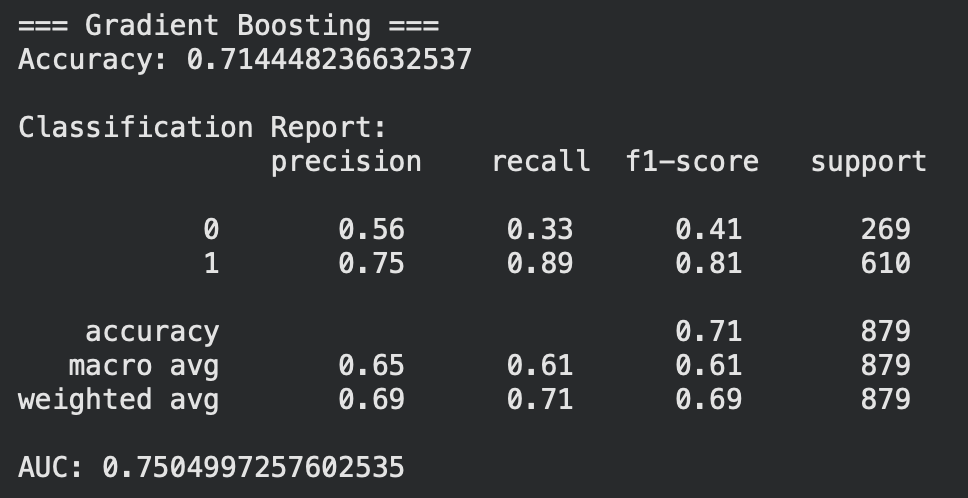 === Gradient Boosting ===
Accuracy: 0.714448236632537
Classification Report:
precision recall f1-score support
0 0.56 0.33 0.41 269
1 0.75 0.89 0.81 610
accuracy 0.71 879
macro avg 0.65 0.61 0.61 879
weighted avg 0.69 0.71 0.69 879
AUC: 0.7504997257602535